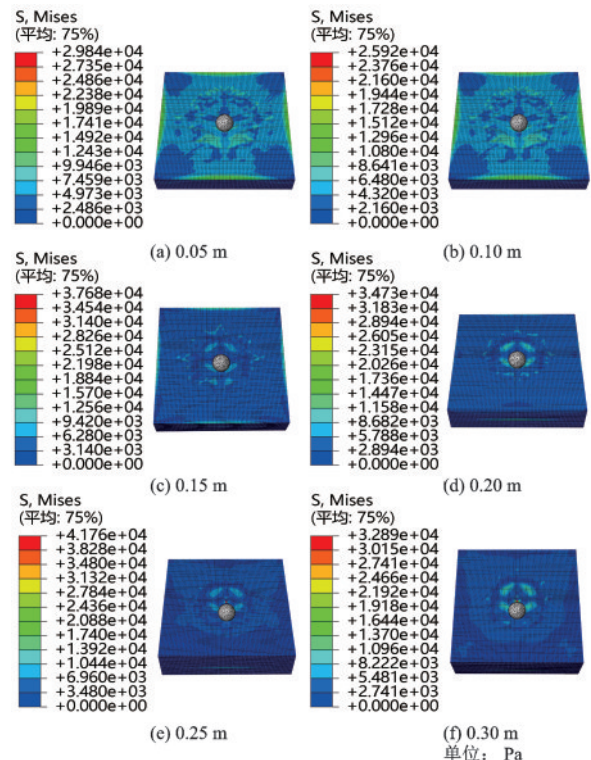 S, Mises
(平均: 75%)
+2.984e+04
+2.735e+04
+2.486e+04
+2.238e+04
+1.989e+04
+1.741e+04
+1.492e+04
+1.243e+04
+9.946e+03
+7.459e+03
+4.973e+03
+2.486e+03
+0.000e+00
(a) 0.05 m
S, Mises
(平均: 75%)
+2.592e+04
+2.376e+04
+2.160e+04
+1.944e+04
+1.728e+04
+1.512e+04
+1.296e+04
+1.080e+04
+8.641e+03
+6.480e+03
+4.320e+03
+2.160e+03
+0.000e+00
(b) 0.10 m
S, Mises
(平均: 75%)
+3.768e+04
+3.454e+04
+3.140e+04
+2.826e+04
+2.512e+04
+2.198e+04
+1.884e+04
+1.570e+04
+1.256e+04
+9.420e+03
+6.280e+03
+3.140e+03
+0.000e+00
(c) 0.15 m
S, Mises
(平均: 75%)
+3.473e+04
+3.183e+04
+2.894e+04
+2.605e+04
+2.315e+04
+2.026e+04
+1.736e+04
+1.447e+04
+1.158e+04
+8.682e+03
+5.788e+03
+2.894e+03
+0.000e+00
(d) 0.20 m
S, Mises
(平均: 75%)
+4.176e+04
+3.828e+04
+3.480e+04
+3.132e+04
+2.784e+04
+2.436e+04
+2.088e+04
+1.740e+04
+1.392e+04
+1.044e+04
+6.960e+03
+3.480e+03
+0.000e+00
(e) 0.25 m
S, Mises
(平均: 75%)
+3.289e+04
+3.015e+04
+2.741e+04
+2.466e+04
+2.192e+04
+1.918e+04
+1.644e+04
+1.370e+04
+1.096e+04
+8.222e+03
+5.481e+03
+2.741e+03
+0.000e+00
(f) 0.30 m
单位： Pa